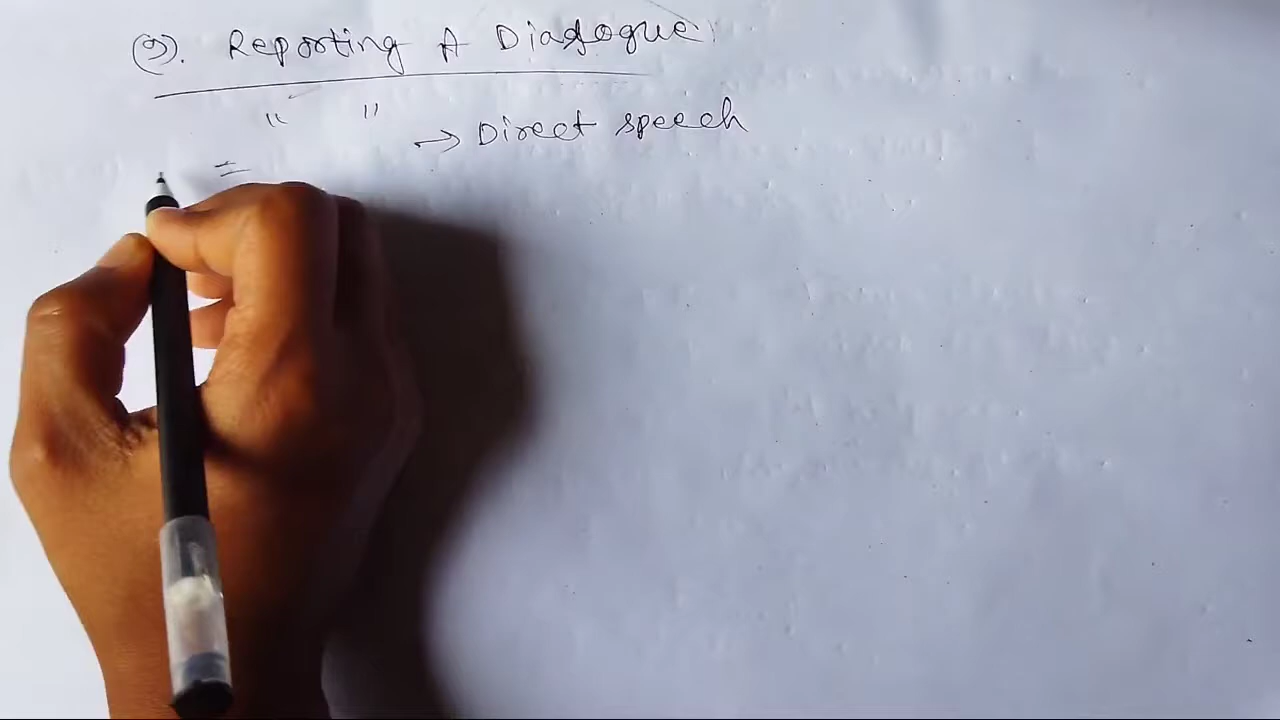 (9). Reporting A Dialogue
" "
→ Direct speech
=